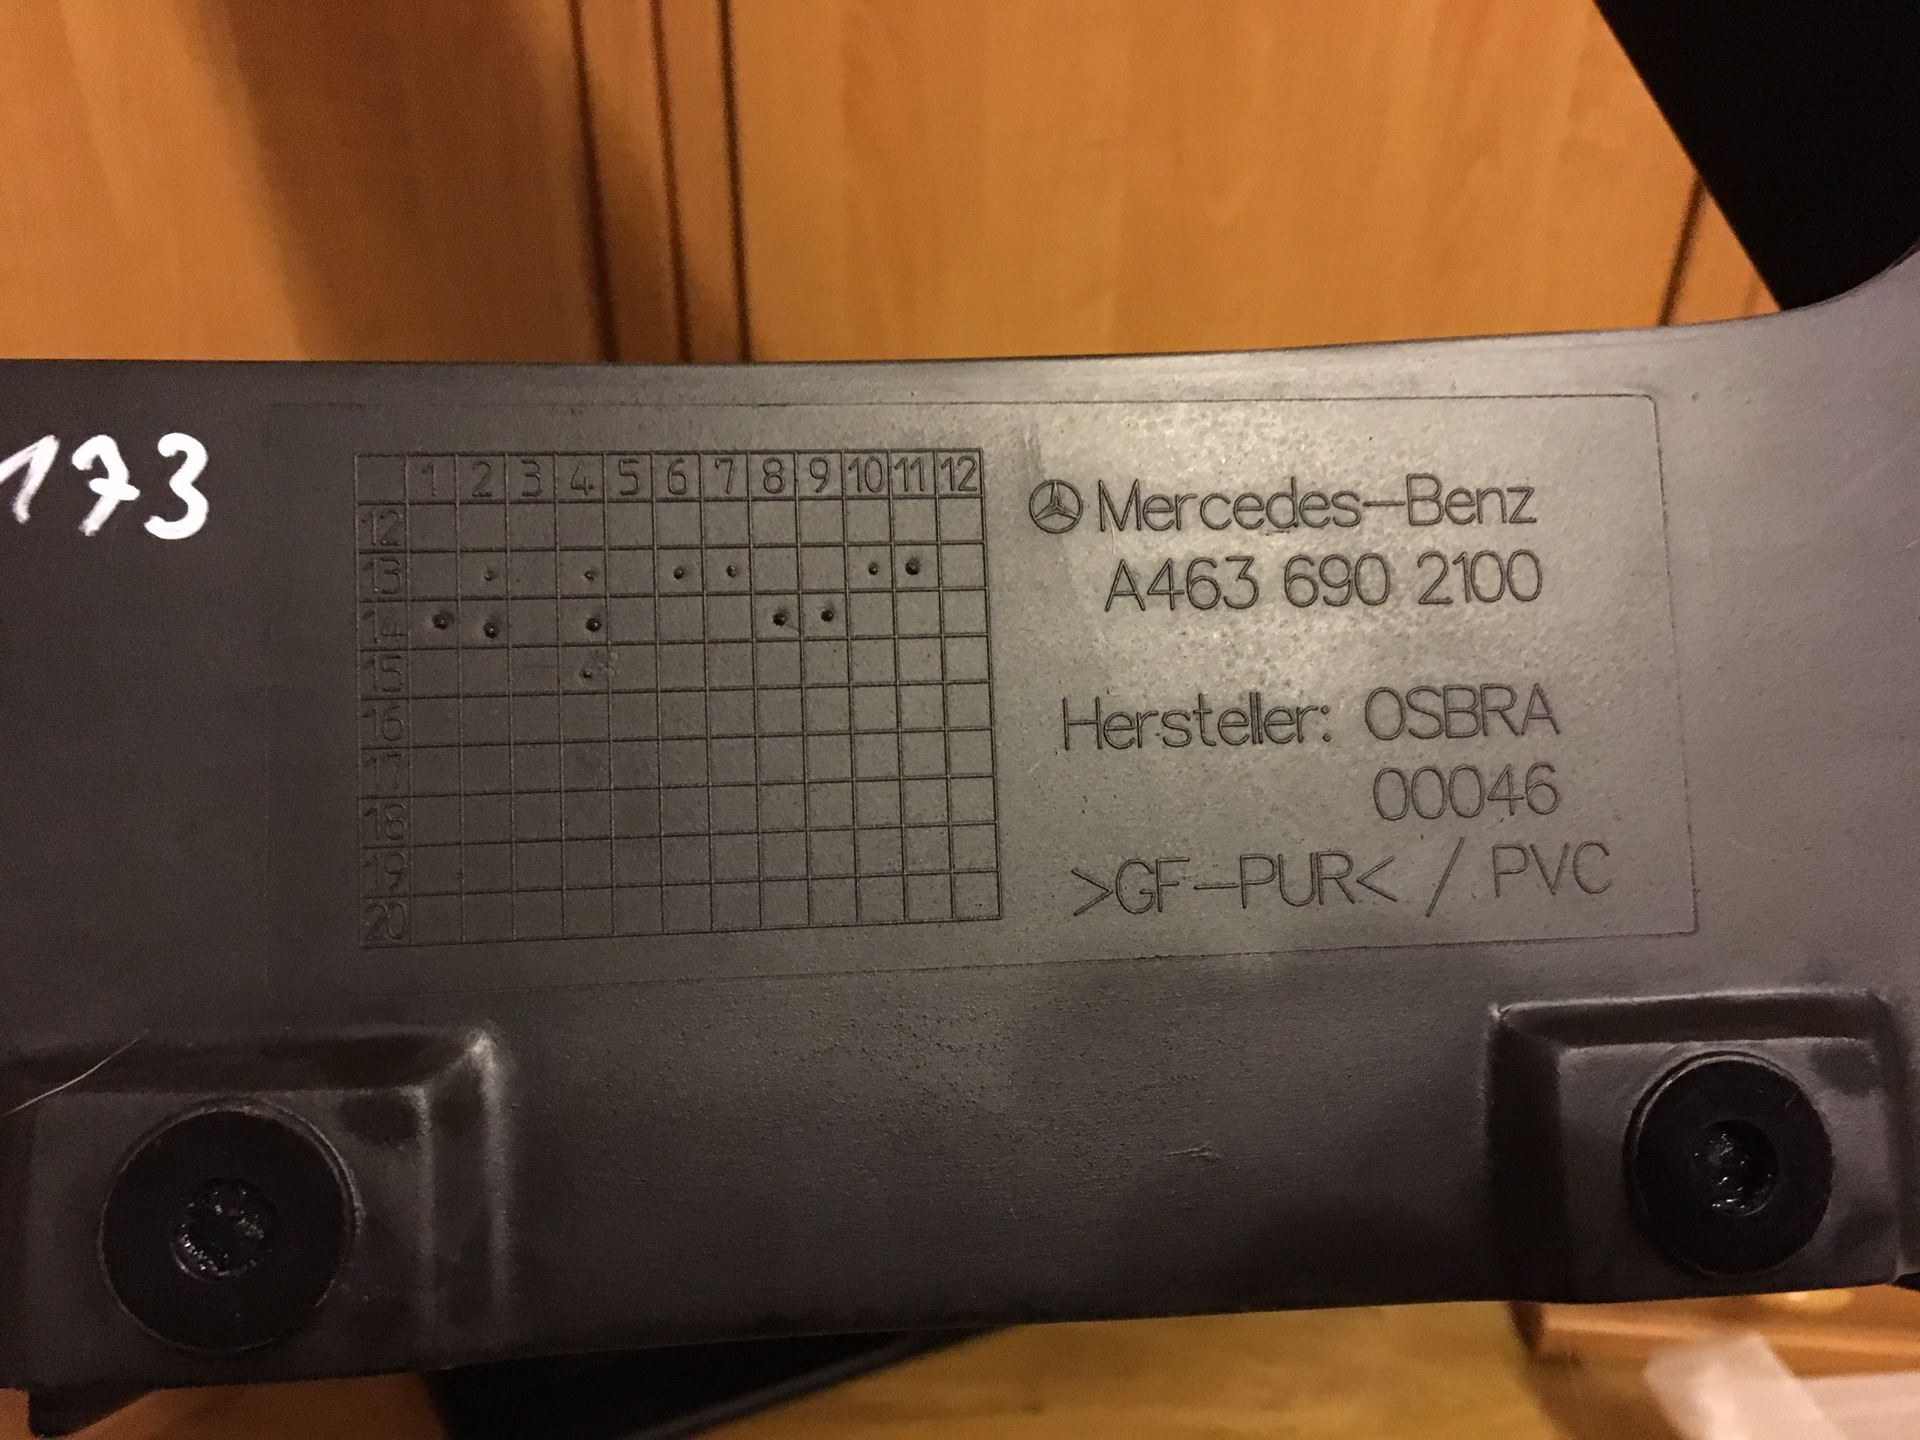 173
1 2 3 4 5 6 7 8 9 10 11 12
12
13
14
15
16
17
18
19
20
Mercedes-Benz
A463 690 2100
Hersteller: OSBRA
00046
>GF-PUR< / PVC